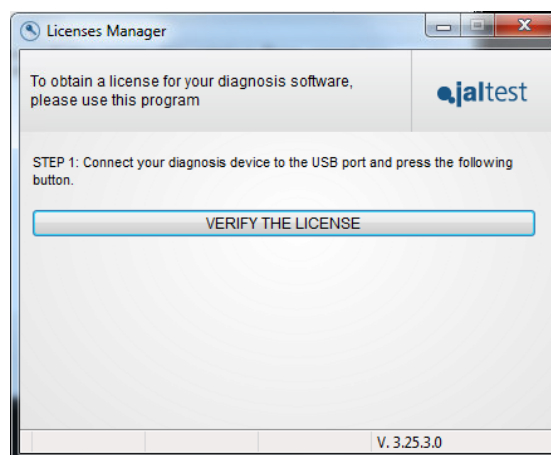 Licenses Manager
To obtain a license for your diagnosis software,
please use this program
jaltest
STEP 1: Connect your diagnosis device to the USB port and press the following
button.
VERIFY THE LICENSE
V. 3.25.3.0